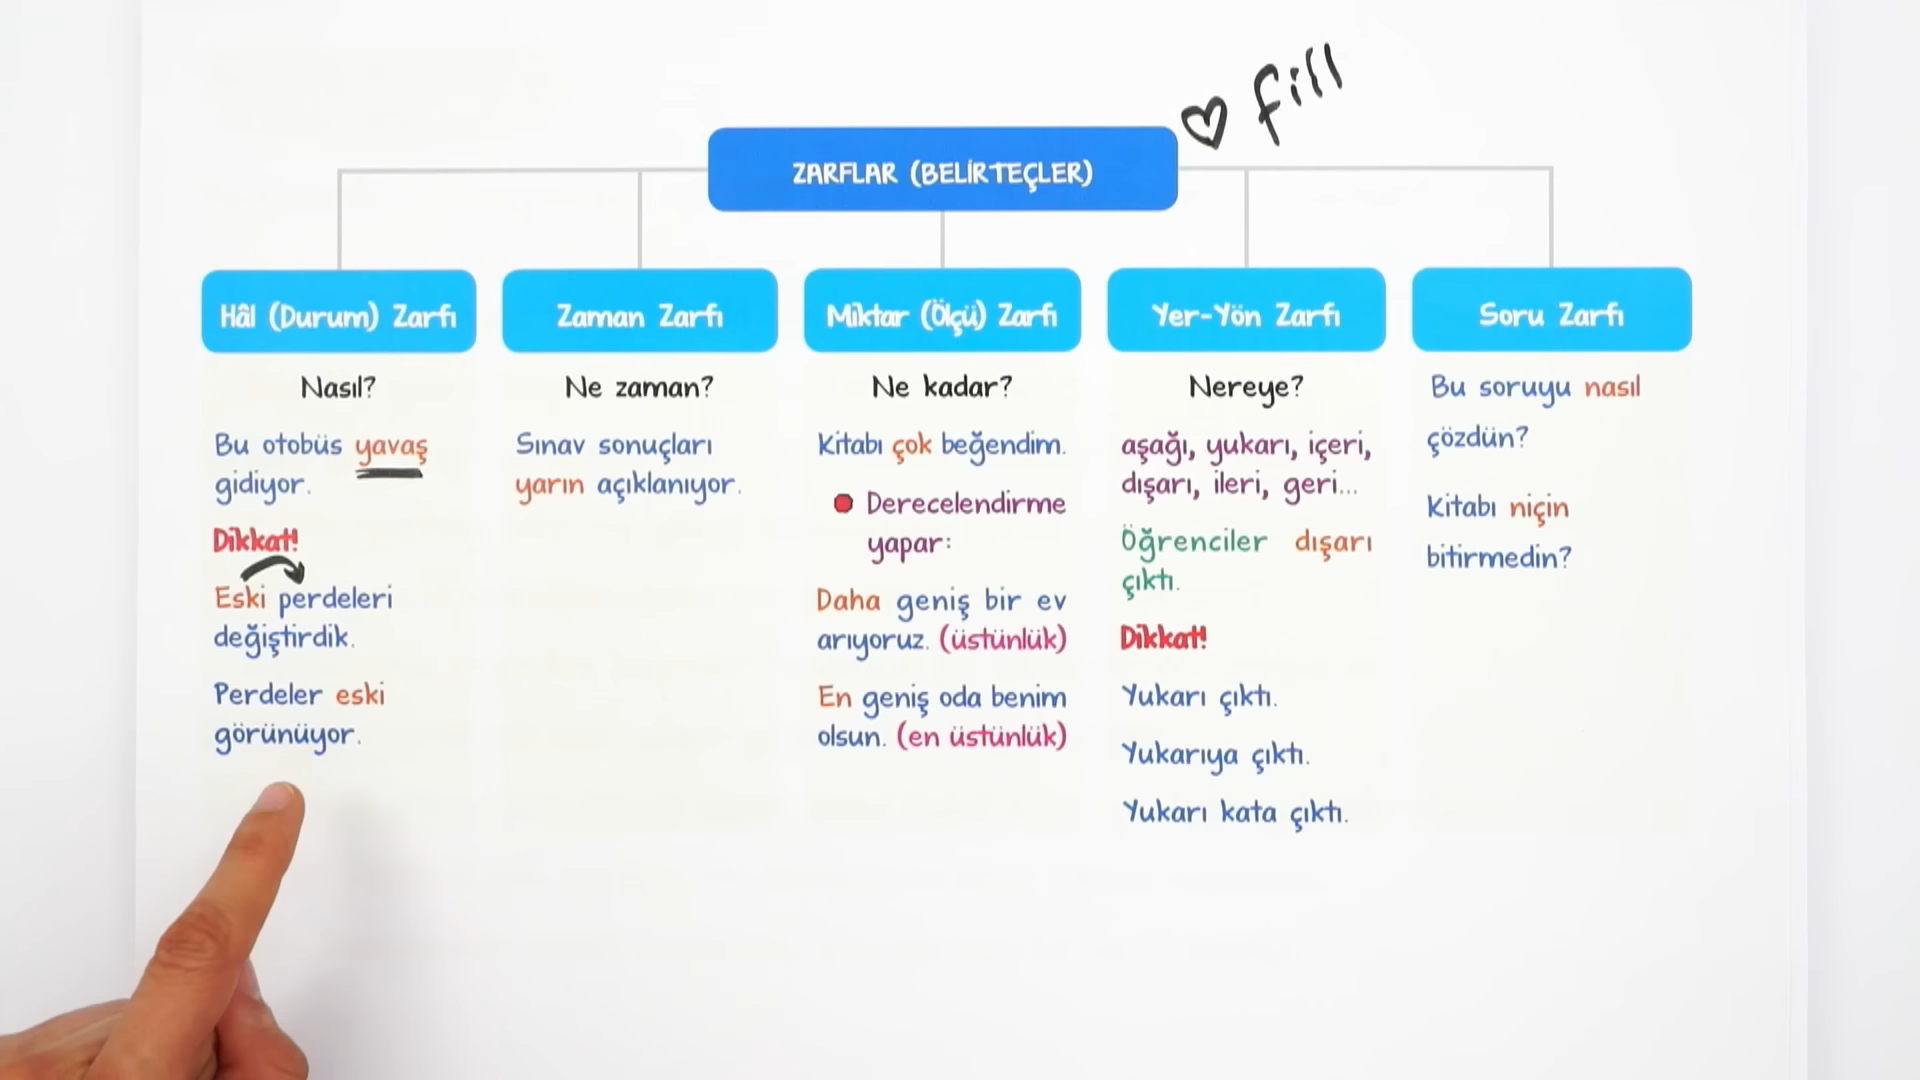 fiil
ZARFLAR (BELİRTEÇLER)
Hâl (Durum) Zarfı
Nasıl?
Bu otobüs yavaş
gidiyor.
Dikkat!
Eski perdeleri
değiştirdik.
Perdeler eski
görünüyor.
Zaman Zarfı
Ne zaman?
Sınav sonuçları
yarın açıklanıyor.
Miktar (Ölçü) Zarfı
Ne kadar?
Kitabı çok beğendim.
Derecelendirme
yapar:
Daha geniş bir ev
arıyoruz. (üstünlük)
En geniş oda benim
olsun. (en üstünlük)
Yer-Yön Zarfı
Nereye?
aşağı, yukarı, içeri,
dışarı, ileri, geri...
Öğrenciler dışarı
çıktı.
Dikkat!
Yukarı çıktı.
Yukarıya çıktı.
Yukarı kata çıktı.
Soru Zarfı
Bu soruyu nasıl
çözdün?
Kitabı niçin
bitirmedin?